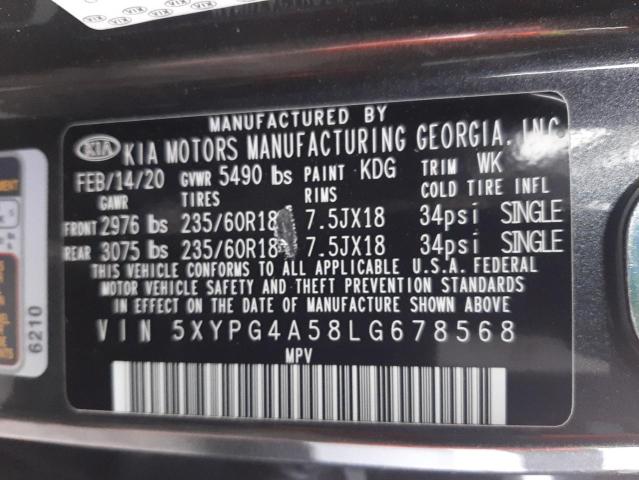 MANUFACTURED BY
KIA KIA MOTORS MANUFACTURING GEORGIA, INC
FEB/14/20 GVWR 5490 lbs PAINT KDG TRIM WK
GAWR TIRES RIMS COLD TIRE INFL
FRONT 2976 lbs 235/60R18 7.5JX18 34psi SINGLE
REAR 3075 lbs 235/60R18 7.5JX18 34psi SINGLE
THIS VEHICLE CONFORMS TO ALL APPLICABLE U.S.A. FEDERAL
MOTOR VEHICLE SAFETY AND THEFT PREVENTION STANDARDS
IN EFFECT ON THE DATE OF MANUFACTURE SHOWN ABOVE.
VIN 5XYPG4A58LG678568
MPV
6210